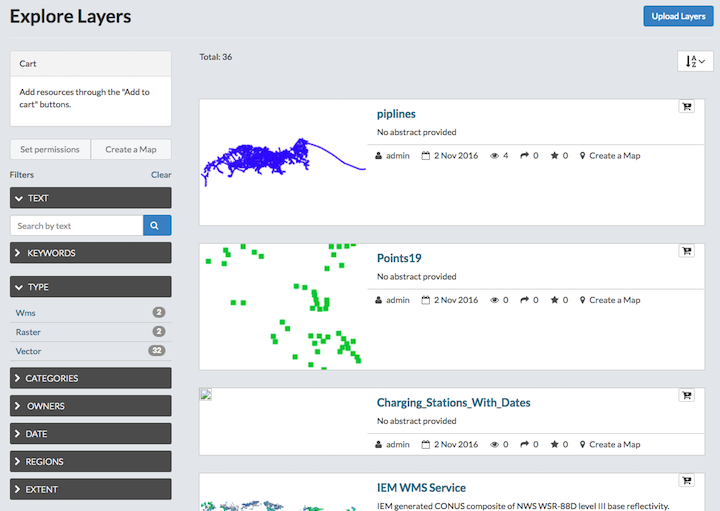 Explore Layers
Upload Layers
Cart
Add resources through the "Add to
cart" buttons.
Set permissions
Create a Map
Filters
Clear
TEXT
Search by text
KEYWORDS
TYPE
Wms 2
Raster 2
Vector 32
CATEGORIES
OWNERS
DATE
REGIONS
EXTENT
Total: 36
A
Z
piplines
No abstract provided
admin 2 Nov 2016 4 0 0 Create a Map
Points19
No abstract provided
admin 2 Nov 2016 0 0 0 Create a Map
Charging_Stations_With_Dates
No abstract provided
admin 2 Nov 2016 0 0 0 Create a Map
IEM WMS Service
IEM generated CONUS composite of NWS WSR-88D level III base reflectivity.